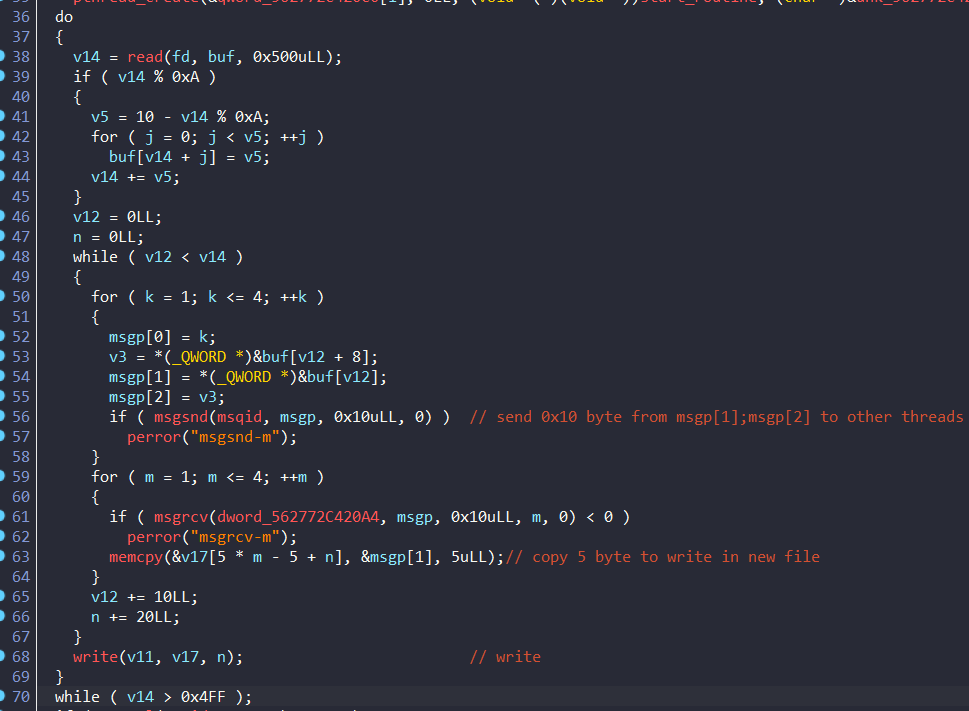 36 do
37 {
38 v14 = read(fd, buf, 0x500uLL);
39 if ( v14 % 0xA )
40 {
41 v5 = 10 - v14 % 0xA;
42 for ( j = 0; j < v5; ++j )
43 buf[v14 + j] = v5;
44 v14 += v5;
45 }
46 v12 = 0LL;
47 n = 0LL;
48 while ( v12 < v14 )
49 {
50 for ( k = 1; k <= 4; ++k )
51 {
52 msgp[0] = k;
53 v3 = *(_QWORD *)&buf[v12 + 8];
54 msgp[1] = *(_QWORD *)&buf[v12];
55 msgp[2] = v3;
56 if ( msgsnd(msqid, msgp, 0x10uLL, 0) ) // send 0x10 byte from msgp[1];msgp[2] to other threads
57 perror("msgsnd-m");
58 }
59 for ( m = 1; m <= 4; ++m )
60 {
61 if ( msgrcv(dword_562772C420A4, msgp, 0x10uLL, m, 0) < 0 )
62 perror("msgrcv-m");
63 memcpy(&v17[5 * m - 5 + n], &msgp[1], 5uLL);// copy 5 byte to write in new file
64 }
65 v12 += 10LL;
66 n += 20LL;
67 }
68 write(v11, v17, n); // write
69 }
70 while ( v14 > 0x4FF );